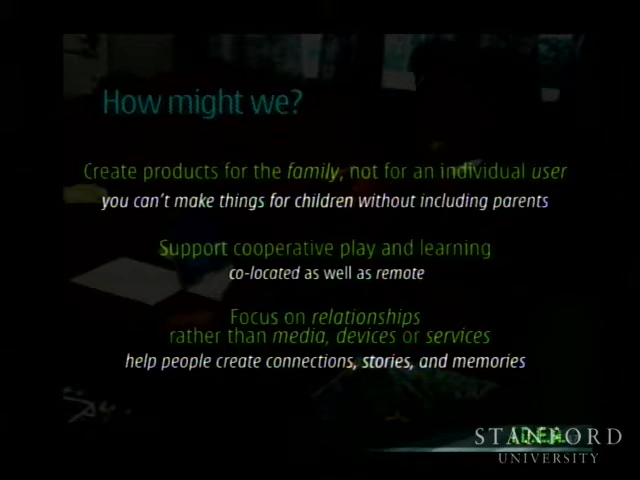 How might we?
Create products for the family, not for an individual user
you can't make things for children without including parents
Support cooperative play and learning
co-located as well as remote
Focus on relationships
rather than media, devices or services
help people create connections, stories, and memories
STANFORD
UNIVERSITY